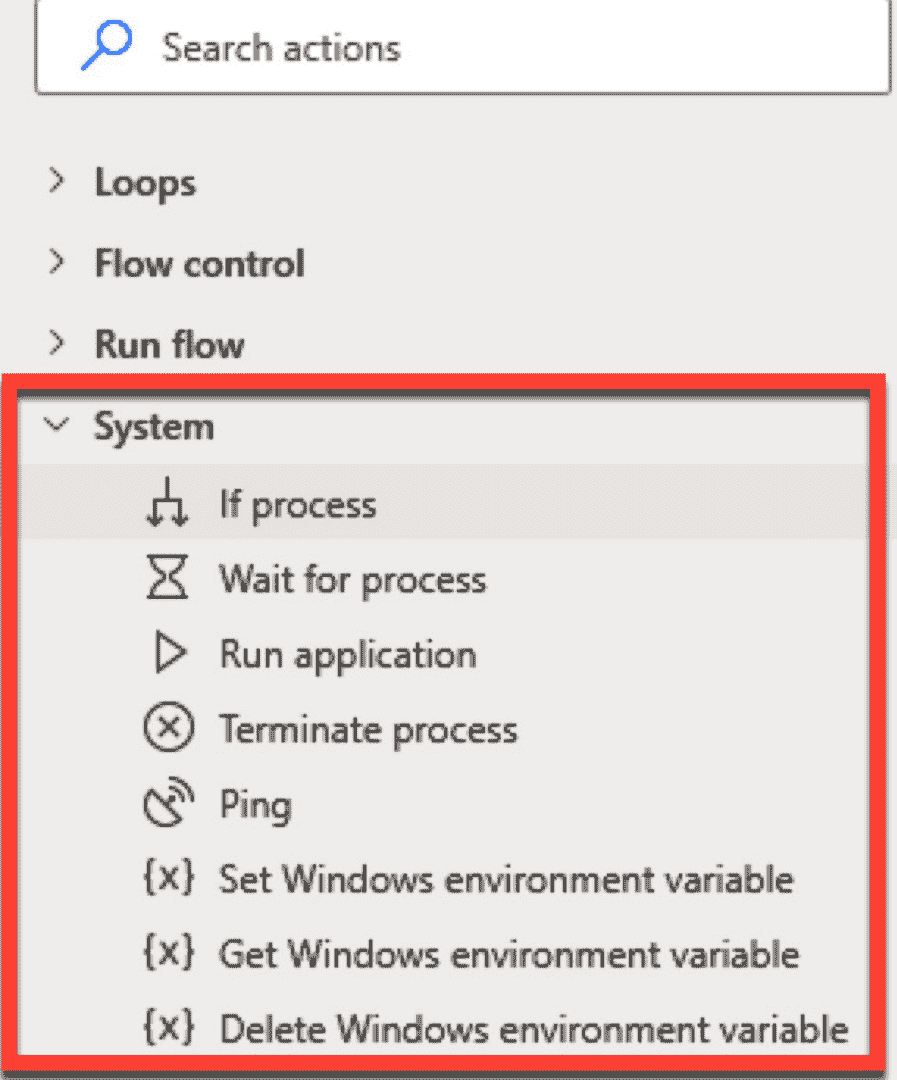 Search actions
Loops
Flow control
Run flow
System
If process
Wait for process
Run application
Terminate process
Ping
{x} Set Windows environment variable
{x} Get Windows environment variable
{x} Delete Windows environment variable